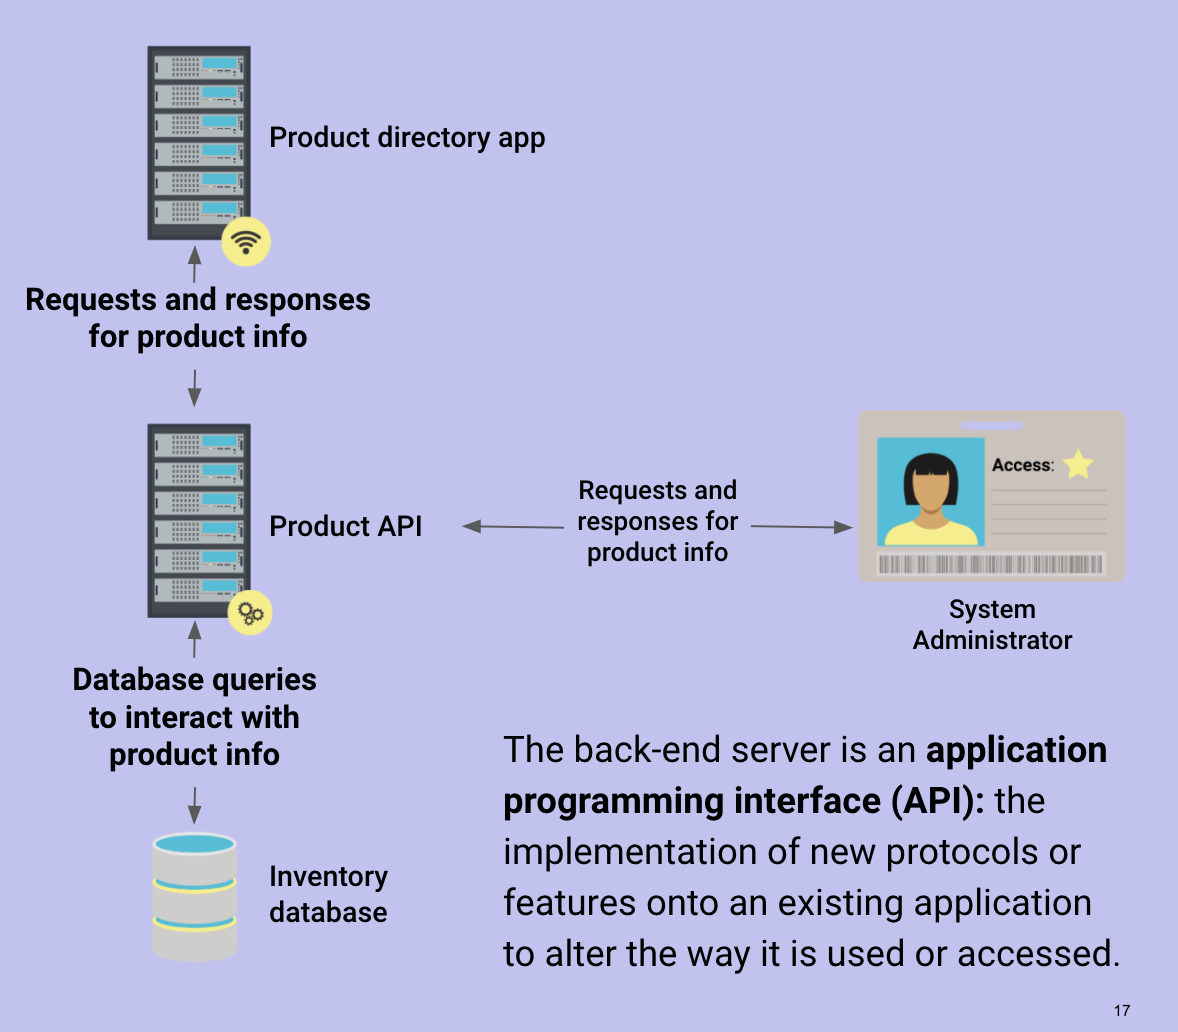 Product directory app
Requests and responses
for product info
Product API
Requests and
responses for
product info
Access:
System
Administrator
Database queries
to interact with
product info
Inventory
database
The back-end server is an application
programming interface (API): the
implementation of new protocols or
features onto an existing application
to alter the way it is used or accessed.
17